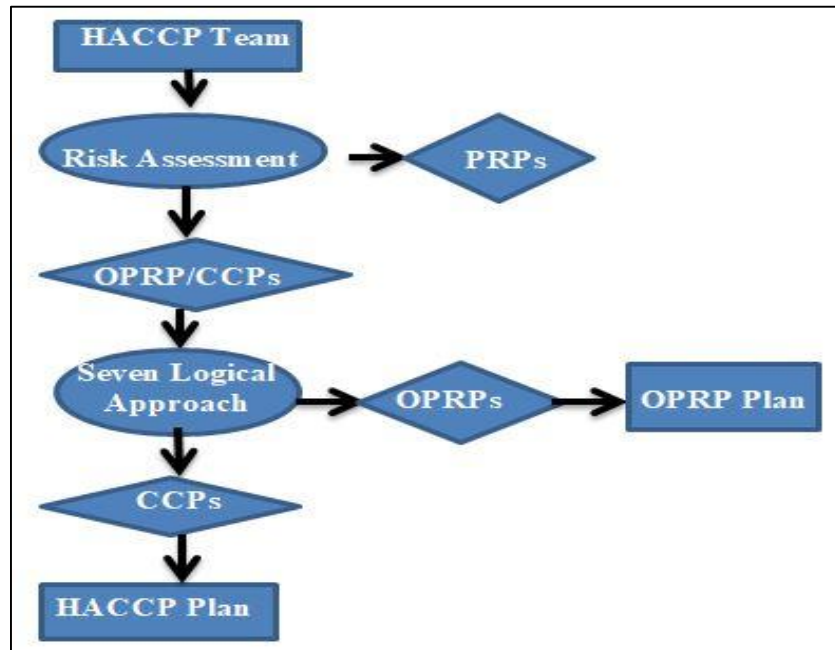 HACCP Team
Risk Assessment
PRPs
OPRP/CCPs
Seven Logical
Approach
OPRPs
OPRP Plan
CCPs
HACCP Plan